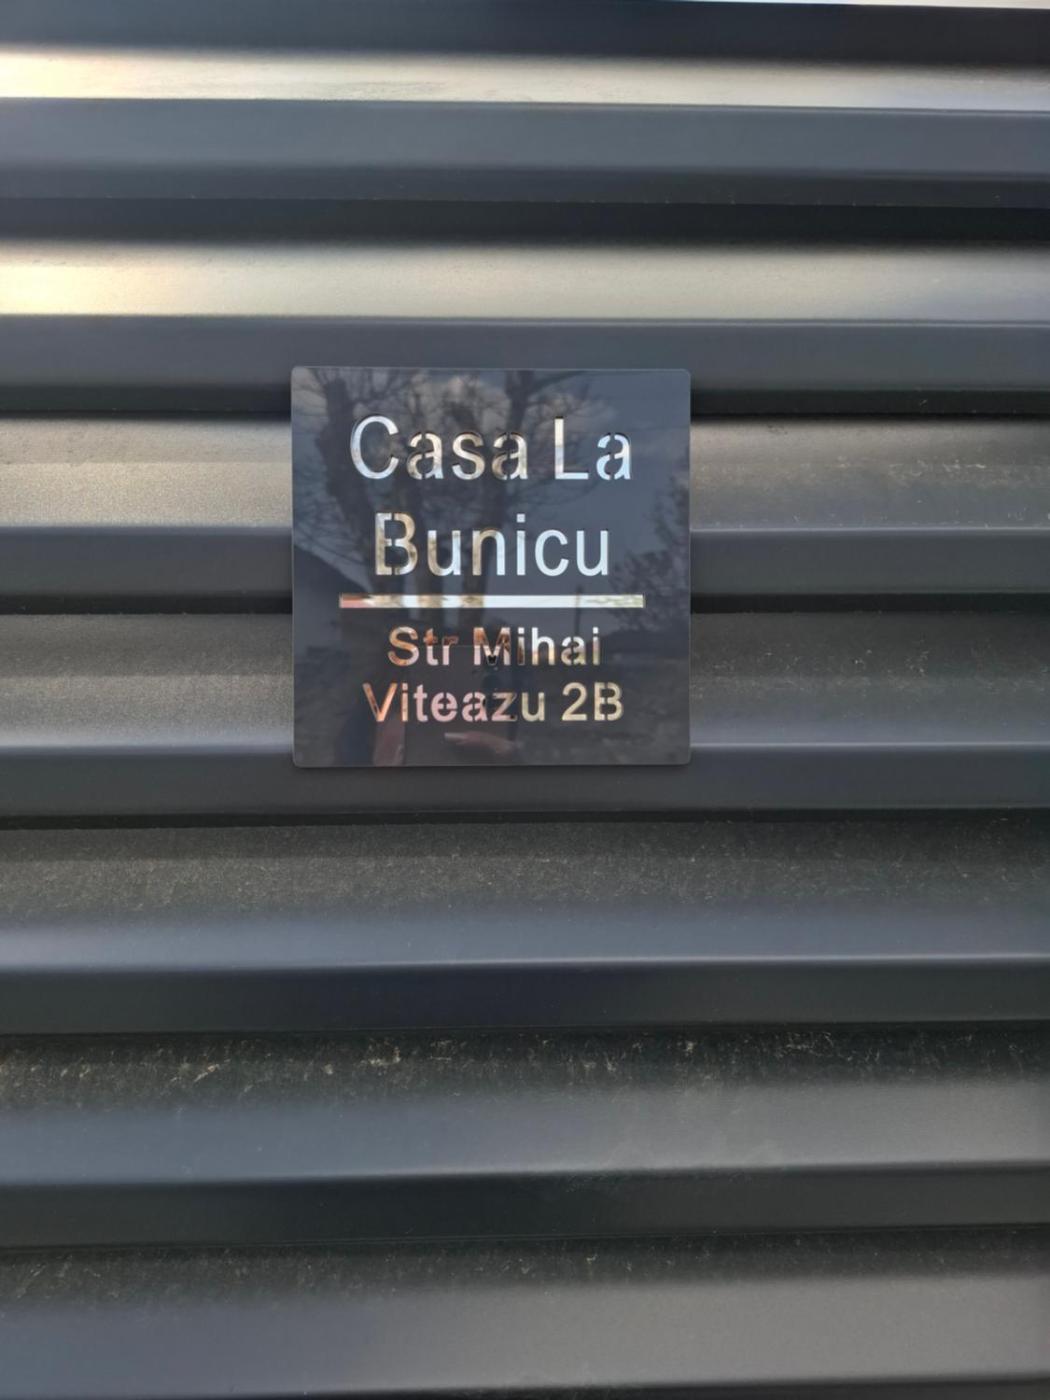 Casa La
Bunicu
Str Mihai
Viteazu 2B